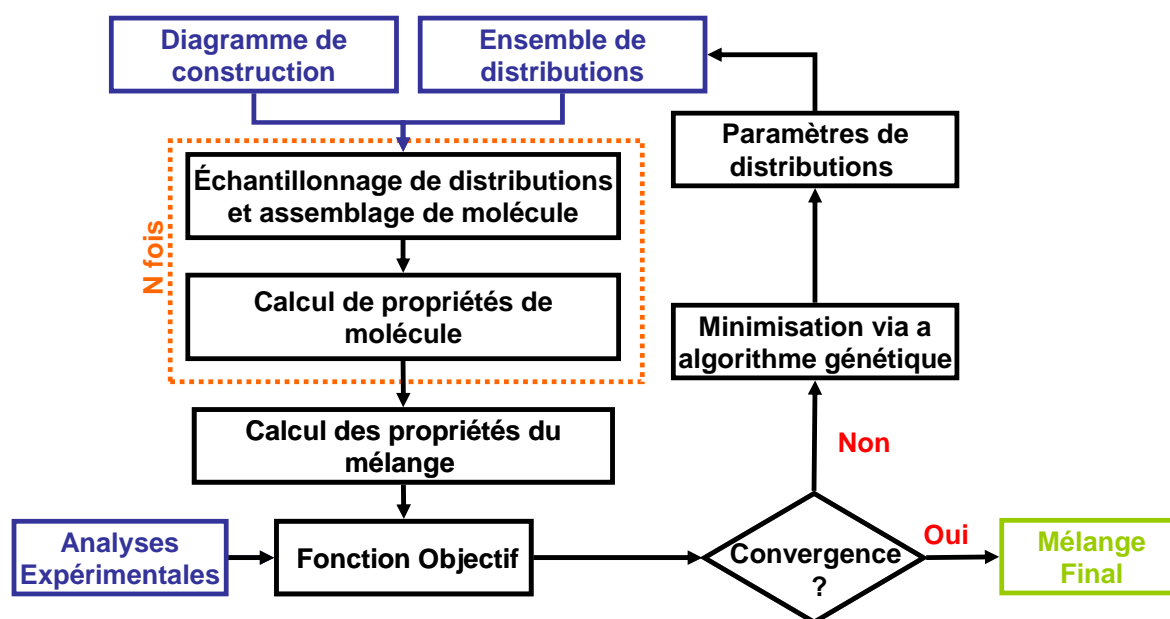 Diagramme de
construction
Ensemble de
distributions
Échantillonnage de distributions
et assemblage de molécule
N fois
Calcul de propriétés de
molécule
Calcul des propriétés du
mélange
Analyses
Expérimentales
Fonction Objectif
Convergence
?
Oui
Mélange
Final
Non
Minimisation via a
algorithme génétique
Paramètres de
distributions